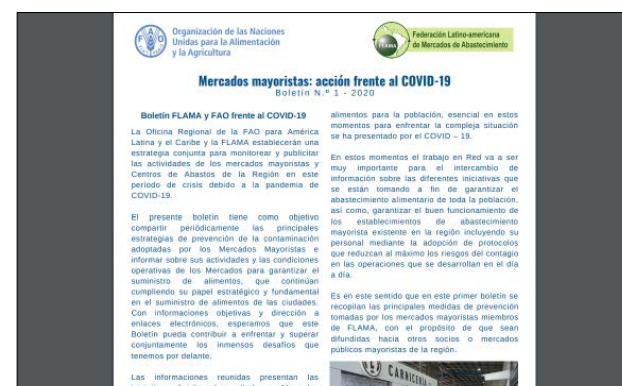 Organización de las Naciones
Unidas para la Alimentación
y la Agricultura
FLAMA
Federación Latino-americana
de Mercados de Abastecimiento
Mercados mayoristas: acción frente al COVID-19
Boletín N.º 1 - 2020
Boletín FLAMA y FAO frente al COVID-19
La Oficina Regional de la FAO para América
Latina y el Caribe y la FLAMA establecerán una
estrategia conjunta para monitorear y publicitar
las actividades de los mercados mayoristas y
Centros de Abastos de la Región en este
período de crisis debido a la pandemia de
COVID-19.
El presente boletín tiene como objetivo
compartir periódicamente las principales
estrategias de prevención de la contaminación
adoptadas por los Mercados Mayoristas e
informar sobre sus actividades y las condiciones
operativas de los Mercados para garantizar el
suministro de alimentos, que continúan
cumpliendo su papel estratégico y fundamental
en el suministro de alimentos de las ciudades.
Con informaciones objetivas y dirección a
enlaces electrónicos, esperamos que este
Boletín pueda contribuir a enfrentar y superar
conjuntamente los inmensos desafíos que
tenemos por delante.
Las informaciones reunidas presentan las
alimentos para la población, esencial en estos
momentos para enfrentar la compleja situación
se ha presentado por el COVID – 19.
En estos momentos el trabajo en Red va a ser
muy importante para el intercambio de
información sobre las diferentes iniciativas que
se están tomando a fin de garantizar el
abastecimiento alimentario de toda la población,
así como, garantizar el buen funcionamiento de
los establecimientos de abastecimiento
mayorista existente en la región incluyendo su
personal mediante la adopción de protocolos
que reduzcan al máximo los riesgos del contagio
en las operaciones que se desarrollan en el día
a día.
Es en este sentido que en este primer boletín se
recopilan las principales medidas de prevención
tomadas por los mercados mayoristas miembros
de FLAMA, con el propósito de que sean
difundidas hacia otros socios o mercados
públicos mayoristas de la región.
CARNICERÍA